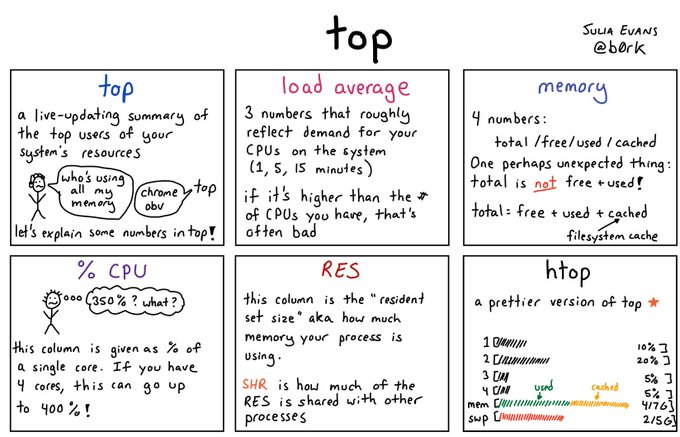 top
JULIA EVANS
@b0rk
top
a live-updating summary of
the top users of your
system's resources
who's using
all my
memory
chrome
obv
top
let's explain some numbers in top!
load average
3 numbers that roughly
reflect demand for your
CPUs on the system
(1, 5, 15 minutes)
if it's higher than the #
of CPUs you have, that's
often bad
memory
4 numbers:
total /free/used / cached
One perhaps unexpected thing:
total is not free + used!
total = free + used + cached
filesystem cache
% CPU
350%? what?
this column is given as % of
a single core. If you have
4 cores, this can go up
to 400%!
RES
this column is the "resident
set size" aka how much
memory your process is
using.
SHR is how much of the
RES is shared with other
processes
htop
a prettier version of top
1 [ 10% ]
2 [ 20% ]
3 [ 5% ]
4 [ 5% ]
used cached
mem [ 4/7G ]
swp [ 2/5G ]